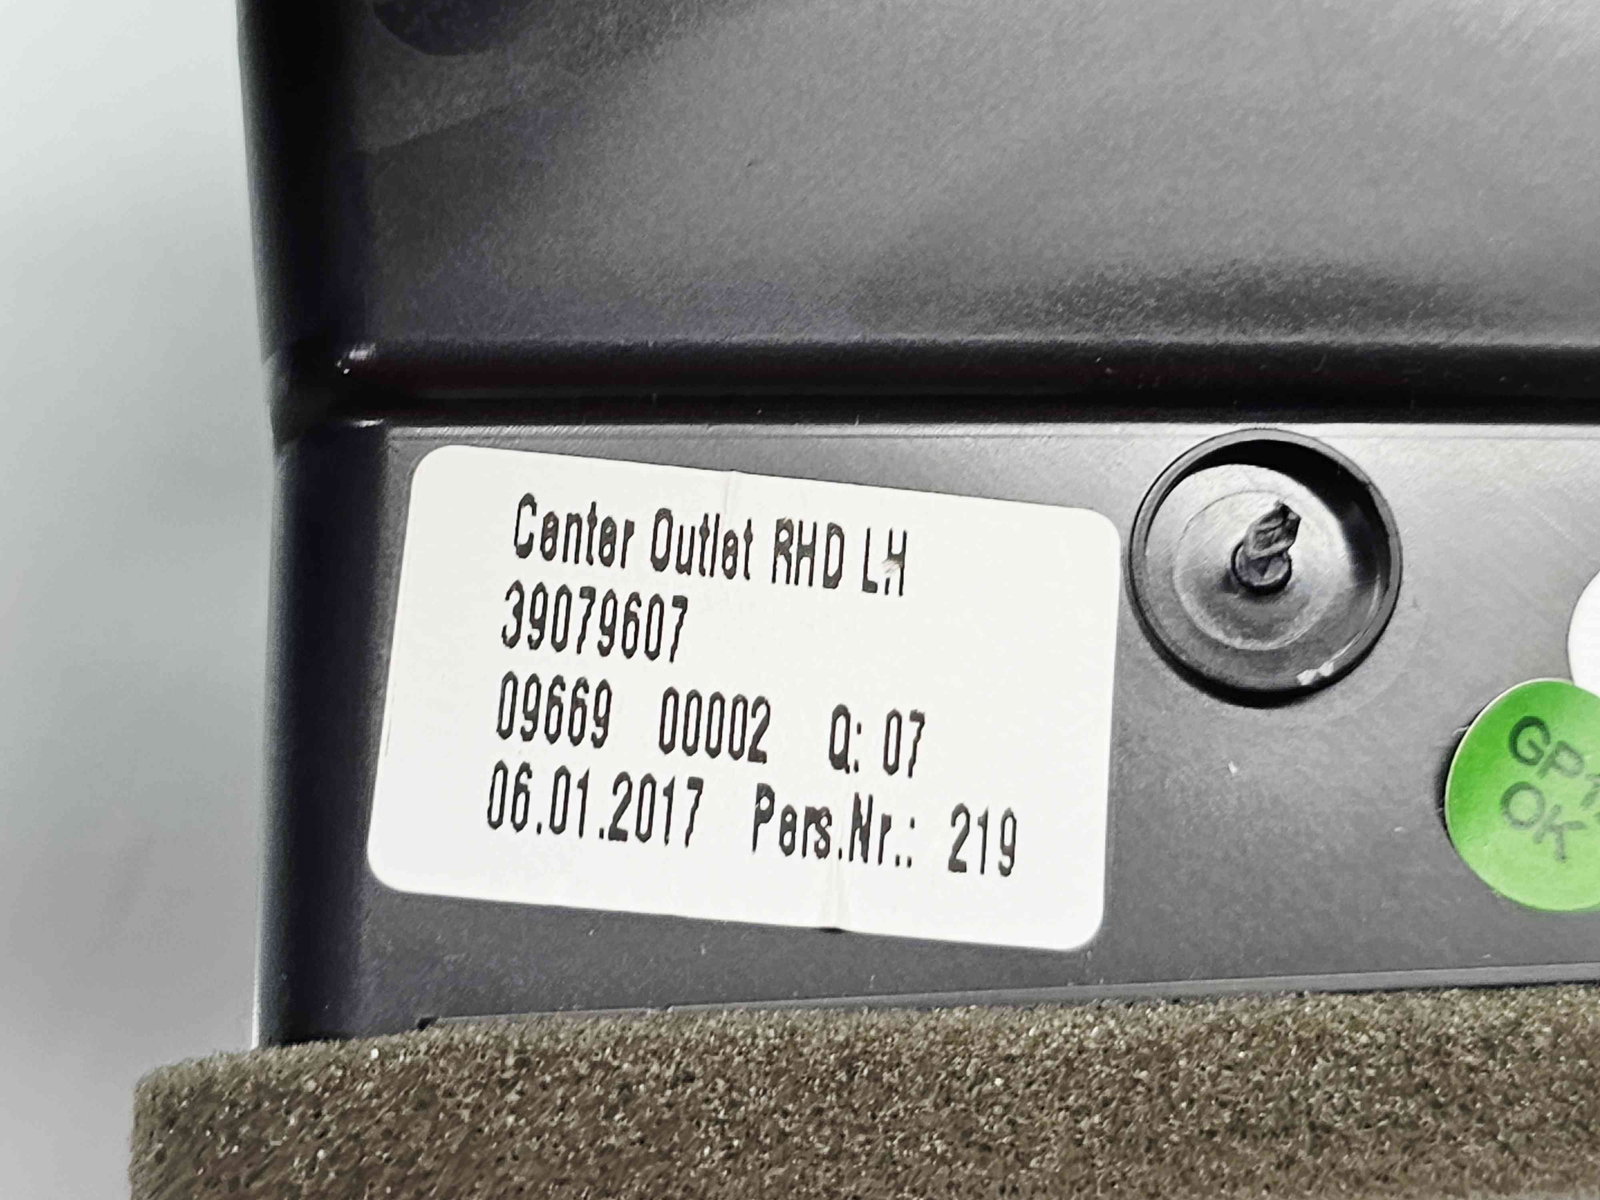 Center Outlet RHD LH
39079607
09669 00002 Q: 07
06.01.2017 Pers.Nr.: 219
OK